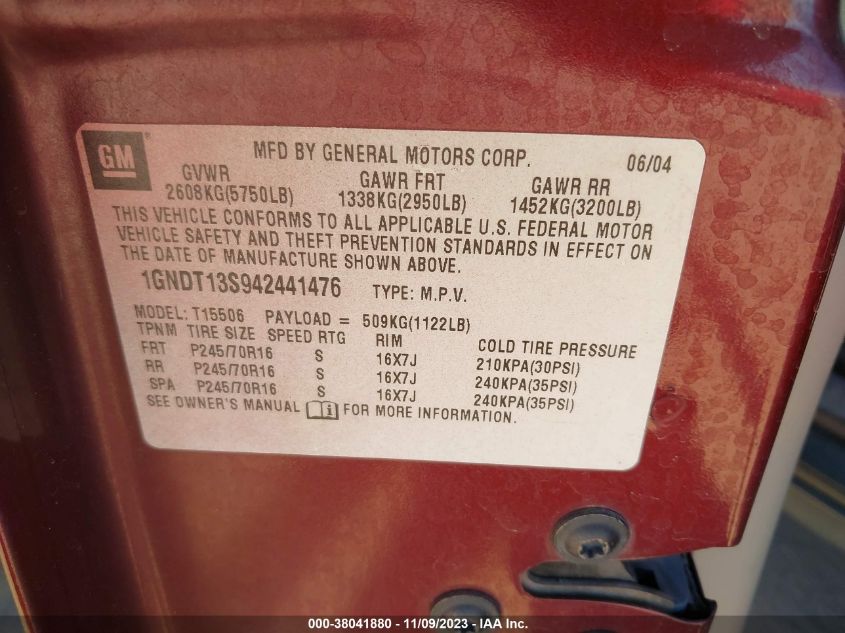 GM
MFD BY GENERAL MOTORS CORP. 06/04
GVWR GAWR FRT GAWR RR
2608KG(5750LB) 1338KG(2950LB) 1452KG(3200LB)
THIS VEHICLE CONFORMS TO ALL APPLICABLE U.S. FEDERAL MOTOR
VEHICLE SAFETY AND THEFT PREVENTION STANDARDS IN EFFECT ON
THE DATE OF MANUFACTURE SHOWN ABOVE.
1GNDT13S942441476 TYPE: M.P.V.
MODEL: T15506 PAYLOAD = 509KG(1122LB)
TPNM TIRE SIZE SPEED RTG RIM COLD TIRE PRESSURE
FRT P245/70R16 S 16X7J 210KPA(30PSI)
RR P245/70R16 S 16X7J 240KPA(35PSI)
SPA P245/70R16 S 16X7J 240KPA(35PSI)
SEE OWNER'S MANUAL FOR MORE INFORMATION.
000-38041880 - 11/09/2023 - IAA Inc.